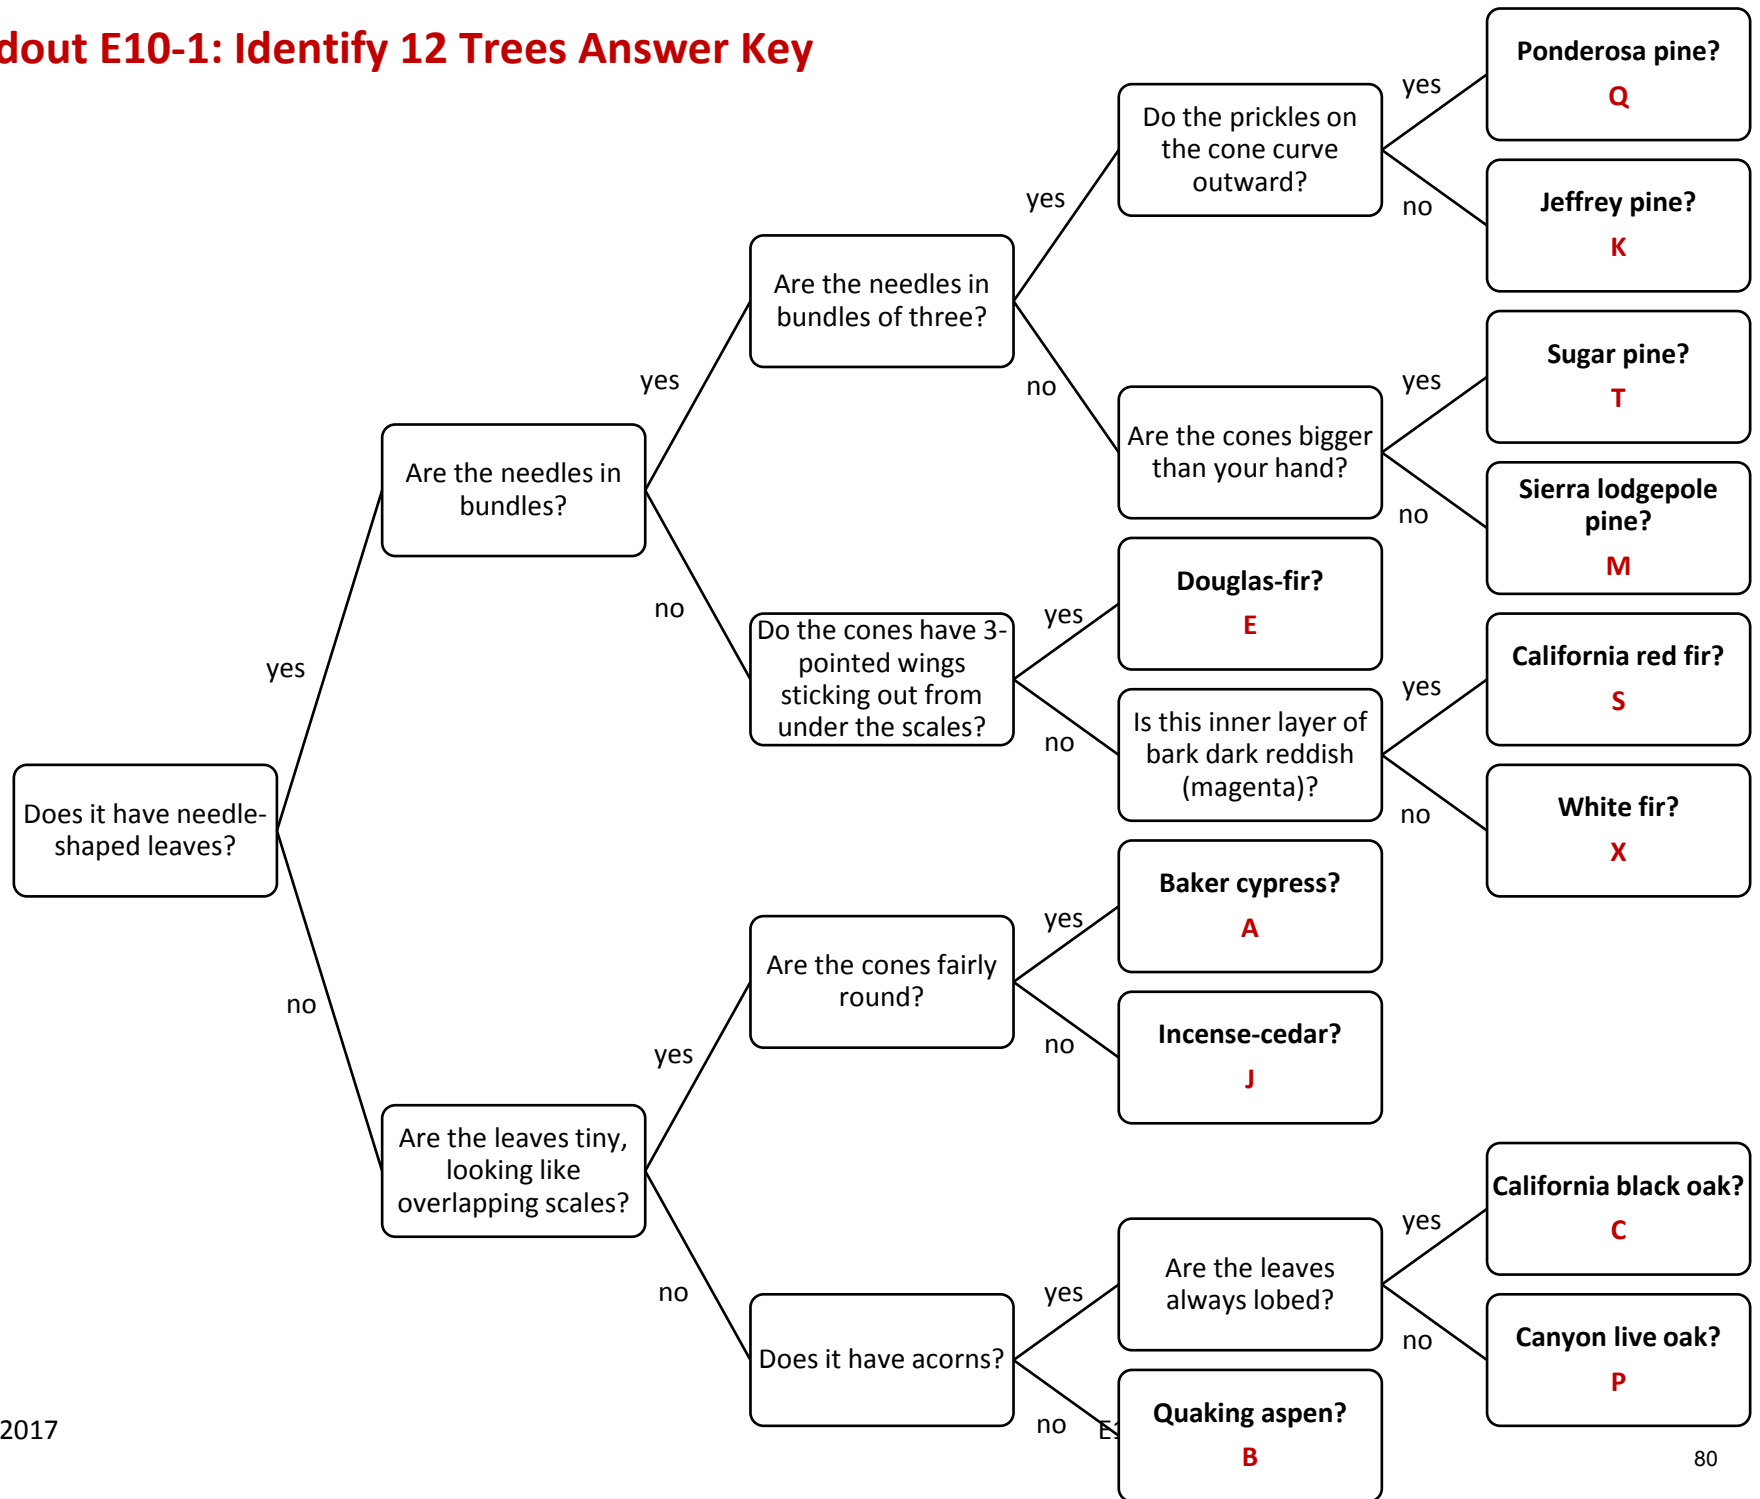 dout E10-1: Identify 12 Trees Answer Key
Does it have needle-
shaped leaves?
yes
no
Are the needles in
bundles?
yes
no
Are the needles in
bundles of three?
yes
no
Do the prickles on
the cone curve
outward?
yes
no
Ponderosa pine?
Q
Jeffrey pine?
K
Are the cones bigger
than your hand?
yes
no
Sugar pine?
T
Sierra lodgepole
pine?
M
Do the cones have 3-
pointed wings
sticking out from
under the scales?
yes
no
Douglas-fir?
E
Is this inner layer of
bark dark reddish
(magenta)?
yes
no
California red fir?
S
White fir?
X
Are the leaves tiny,
looking like
overlapping scales?
yes
no
Are the cones fairly
round?
yes
no
Baker cypress?
A
Incense-cedar?
J
Does it have acorns?
yes
no
Are the leaves
always lobed?
yes
no
California black oak?
C
Canyon live oak?
P
Quaking aspen?
B
2017
80